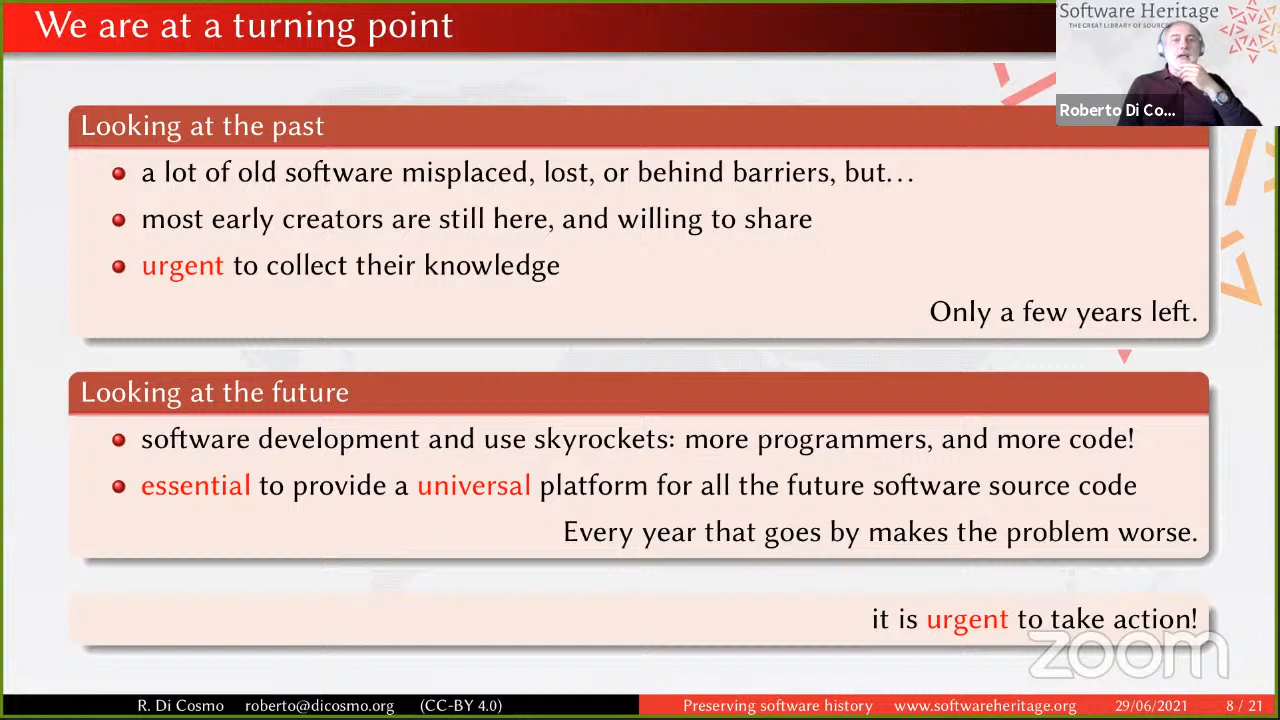 We are at a turning point
Software Heritage
THE GREAT LIBRARY OF SOURCE
Roberto Di Co...
Looking at the past
a lot of old software misplaced, lost, or behind barriers, but...
most early creators are still here, and willing to share
urgent to collect their knowledge
Only a few years left.
Looking at the future
software development and use skyrockets: more programmers, and more code!
essential to provide a universal platform for all the future software source code
Every year that goes by makes the problem worse.
it is urgent to take action!
zoom
R. Di Cosmo roberto@dicosmo.org (CC-BY 4.0) Preserving software history www.softwareheritage.org 29/06/2021 8 / 21